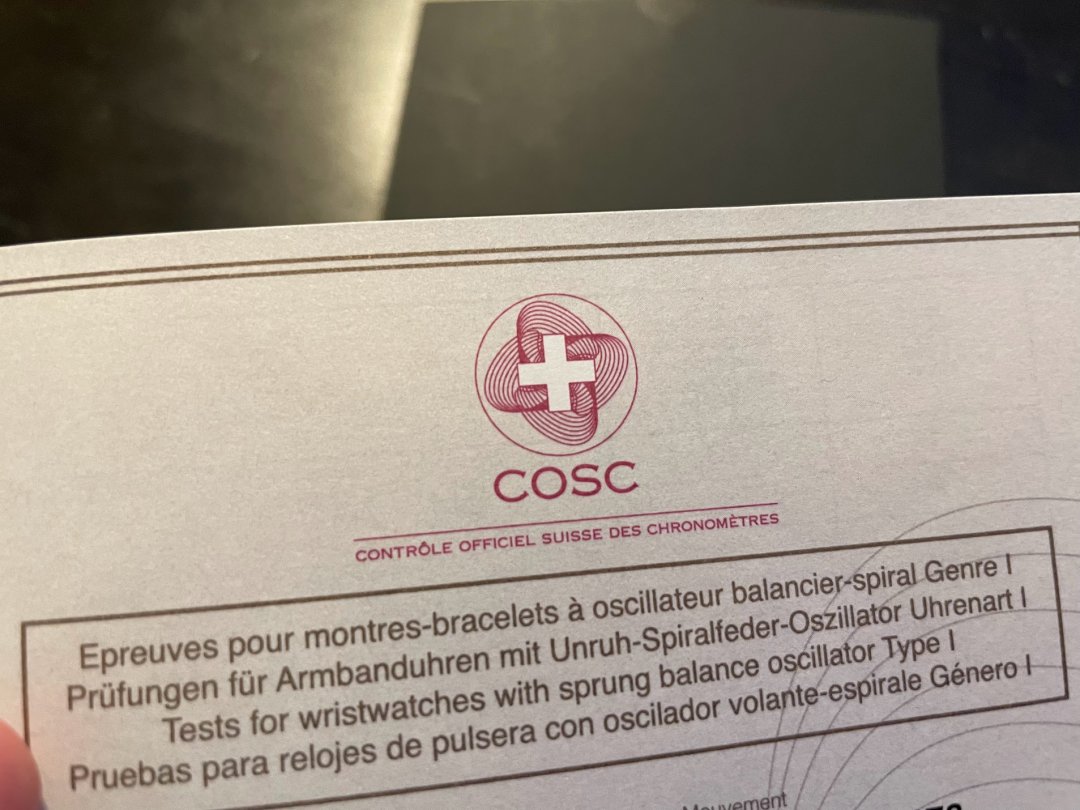 COSC
CONTRÔLE OFFICIEL SUISSE DES CHRONOMÈTRES
Epreuves pour montres-bracelets à oscillateur balancier-spiral Genre I
Prüfungen für Armbanduhren mit Unruh-Spiralfeder-Oszillator Uhrenart I
Tests for wristwatches with sprung balance oscillator Type I
Pruebas para relojes de pulsera con oscilador volante-espirale Género I
Mouvement